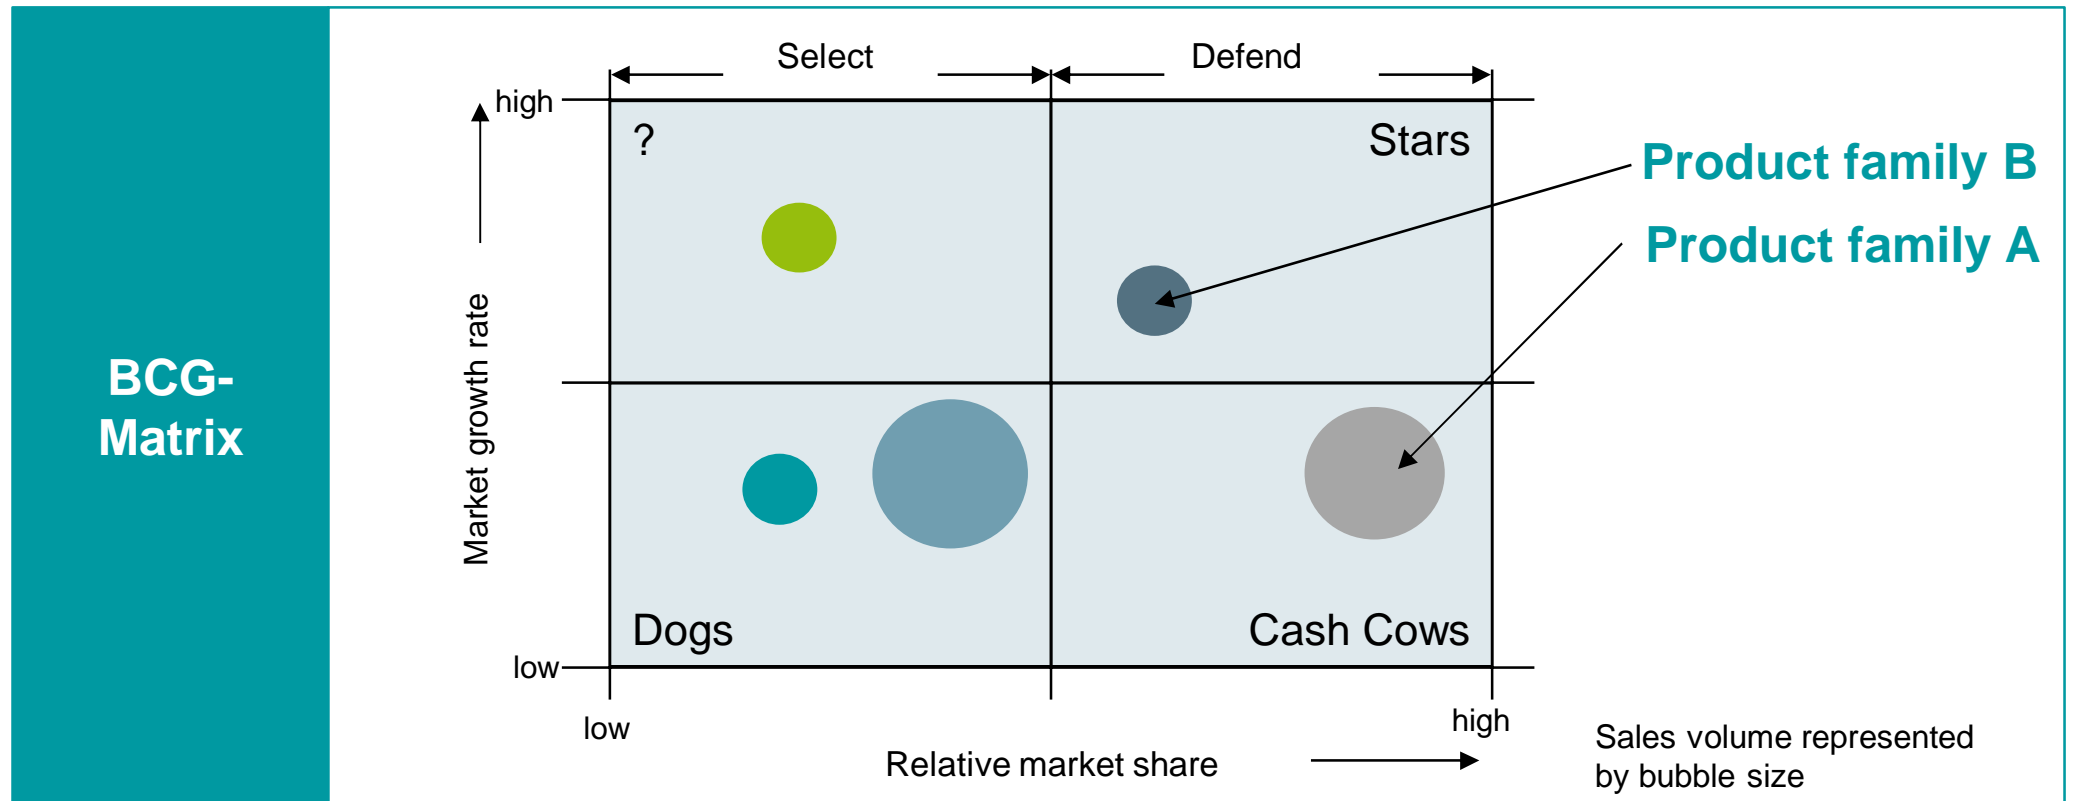 BCG-
Matrix
Select
Defend
high
?
Stars
Product family B
Product family A
Market growth rate
Dogs
Cash Cows
low
low
high
Relative market share
Sales volume represented
by bubble size